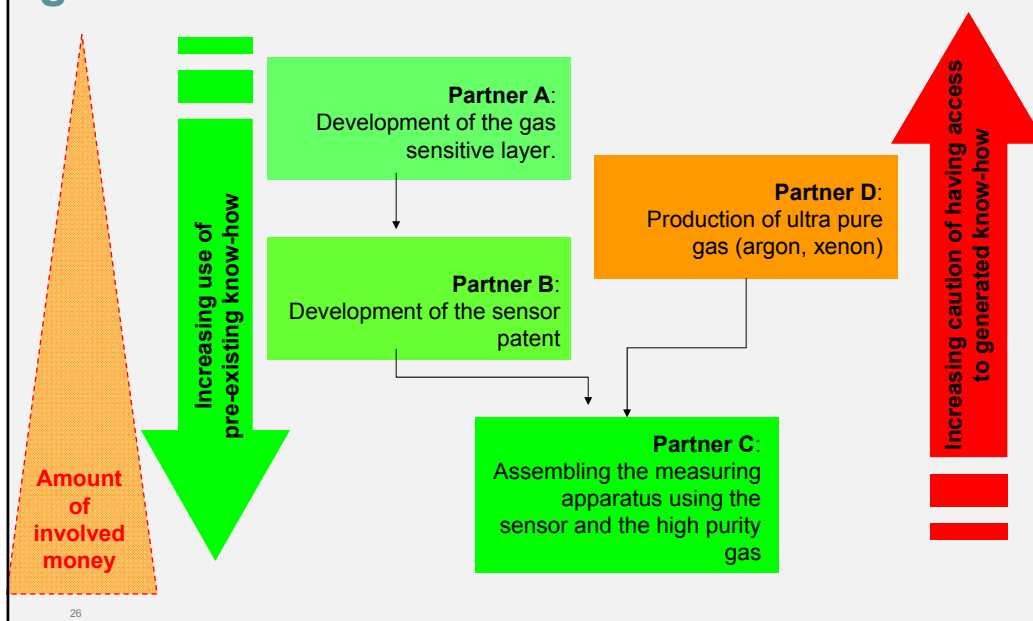 Partner A:
Development of the gas
sensitive layer.
Partner D:
Production of ultra pure
gas (argon, xenon)
Partner B:
Development of the sensor
patent
Partner C:
Assembling the measuring
apparatus using the
sensor and the high purity
gas
Increasing use of
pre-existing know-how
Increasing caution of having access
to generated know-how
Amount
of
involved
money
26